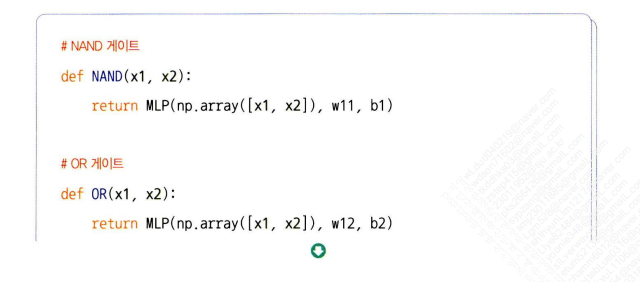 # NAND 게이트
def NAND(x1, x2):
    return MLP(np.array([x1, x2]), w11, b1)
# OR 게이트
def OR(x1, x2):
    return MLP(np.array([x1, x2]), w12, b2)